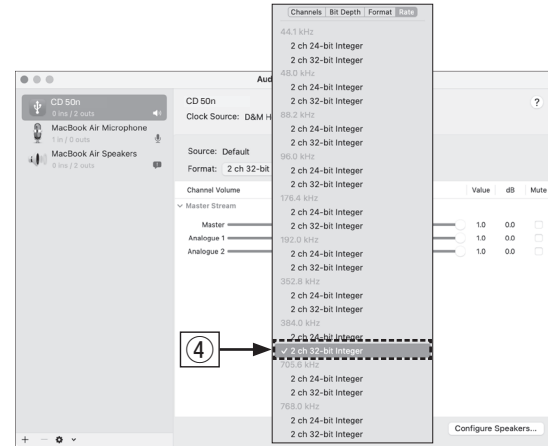 Channels Bit Depth Format Rate
44.1 kHz
2 ch 24-bit Integer
2 ch 32-bit Integer
48.0 kHz
2 ch 24-bit Integer
2 ch 32-bit Integer
88.2 kHz
2 ch 24-bit Integer
2 ch 32-bit Integer
96.0 kHz
2 ch 24-bit Integer
2 ch 32-bit Integer
176.4 kHz
2 ch 24-bit Integer
2 ch 32-bit Integer
192.0 kHz
2 ch 24-bit Integer
2 ch 32-bit Integer
352.8 kHz
2 ch 24-bit Integer
2 ch 32-bit Integer
384.0 kHz
2 ch 24-bit Integer
✓ 2 ch 32-bit Integer
705.6 kHz
2 ch 24-bit Integer
2 ch 32-bit Integer
768.0 kHz
2 ch 24-bit Integer
2 ch 32-bit Integer
Aud
CD 50n
0 ins / 2 outs
MacBook Air Microphone
1 in / 0 outs
MacBook Air Speakers
0 ins / 2 outs
CD 50n
?
Clock Source: D&M H
Source: Default
Format: 2 ch 32-bit
Channel Volume Value dB Mute
Master Stream
Master 1.0 0.0
Analogue 1 1.0 0.0
Analogue 2 1.0 0.0
④
Configure Speakers...
+ −